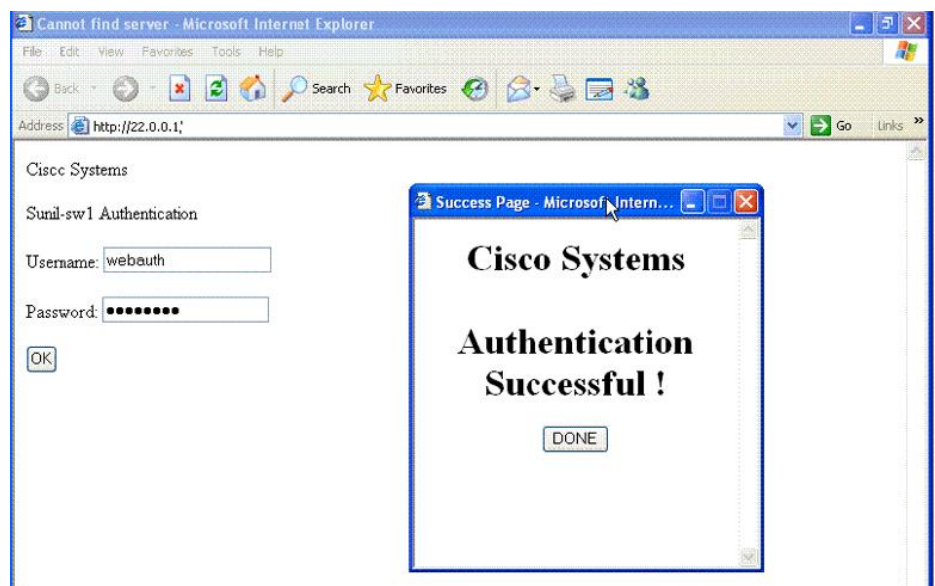 Cannot find server - Microsoft Internet Explorer
File Edit View Favorites Tools Help
Back Search Favorites
Address http://22.0.0.1/ Go Links »
Cisco Systems
Sunil-sw1 Authentication
Username: webauth
Password: ••••••••
OK
Success Page - Microsoft Intern...
Cisco Systems
Authentication
Successful !
DONE